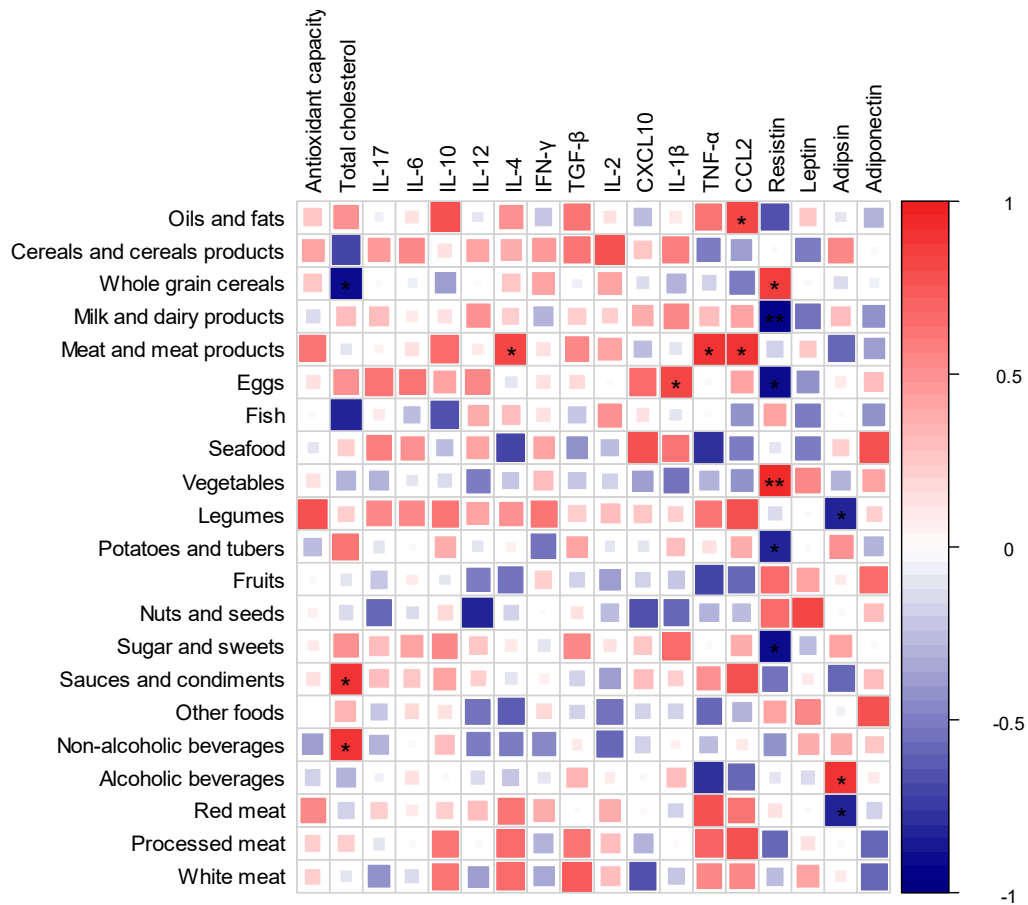 Antioxidant capacity
Total cholesterol
IL-17
IL-6
IL-10
IL-12
IL-4
IFN-γ
TGF-β
IL-2
CXCL10
IL-1β
TNF-α
CCL2
Resistin
Leptin
Adipsin
Adiponectin
Oils and fats *
Cereals and cereals products
Whole grain cereals * *
Milk and dairy products **
Meat and meat products * * *
Eggs * *
Fish
Seafood
Vegetables **
Legumes *
Potatoes and tubers *
Fruits
Nuts and seeds
Sugar and sweets *
Sauces and condiments *
Other foods
Non-alcoholic beverages *
Alcoholic beverages *
Red meat *
Processed meat
White meat
1
0.5
0
-0.5
-1